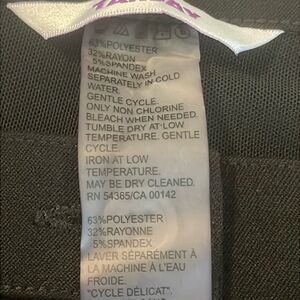 63%POLYESTER
32%RAYON
5%SPANDEX
MACHINE WASH
SEPARATELY IN COLD
WATER.
GENTLE CYCLE.
ONLY NON CHLORINE
BLEACH WHEN NEEDED.
TUMBLE DRY AT LOW
TEMPERATURE. GENTLE
CYCLE.
IRON AT LOW
TEMPERATURE.
MAY BE DRY CLEANED.
RN 54365/CA 00142
63%POLYESTER
32%RAYONNE
5%SPANDEX
LAVER SÉPARÉMENT À
LA MACHINE À L'EAU
FROIDE.
"CYCLE DÉLICAT".